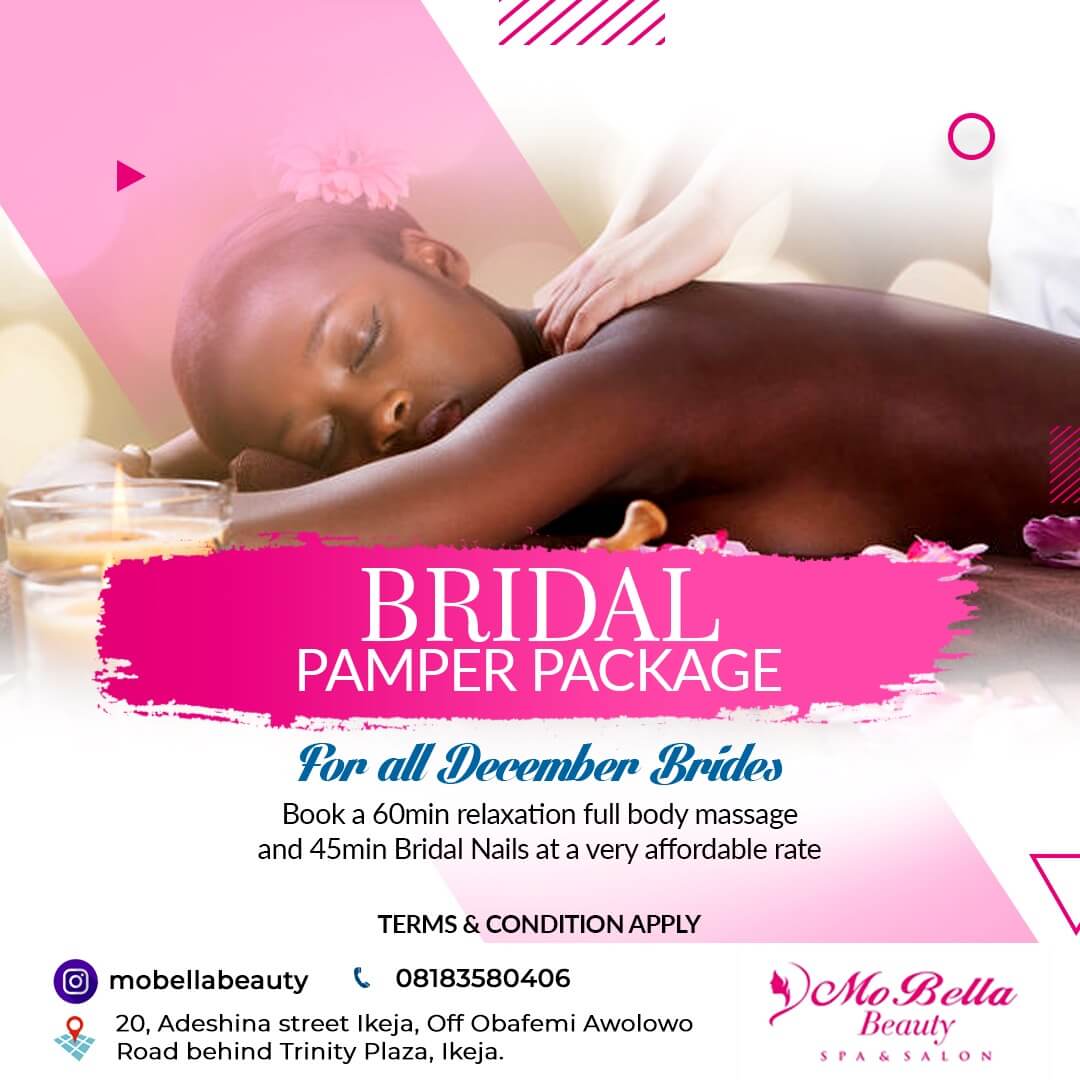 BRIDAL
PAMPER PACKAGE
For all December Brides
Book a 60min relaxation full body massage
and 45min Bridal Nails at a very affordable rate
TERMS & CONDITION APPLY
mobellabeauty 08183580406
20, Adeshina street Ikeja, Off Obafemi Awolowo
Road behind Trinity Plaza, Ikeja.
MoBella
Beauty
SPA & SALON